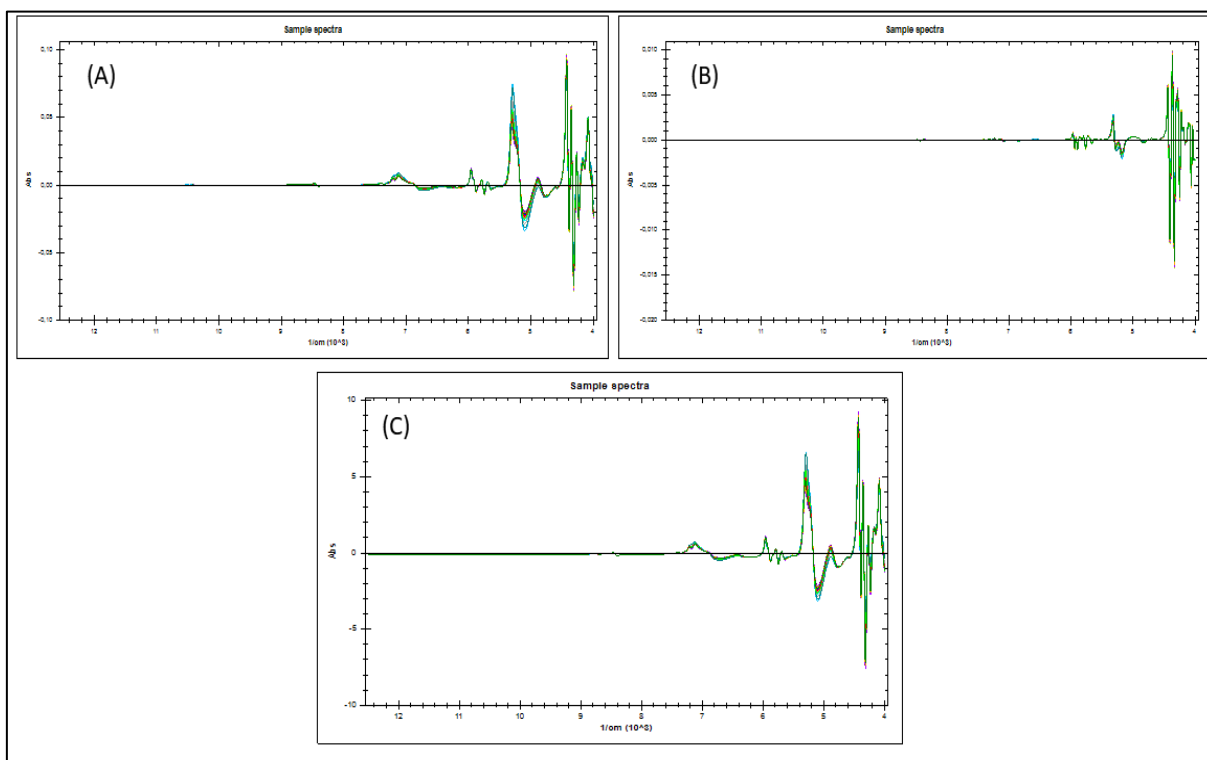 Sample spectra
(A)
0,10
0,05
0,00
-0,05
-0,10
Abs
12 11 10 9 8 7 6 5 4
1/om (10^3)
Sample spectra
(B)
0,010
0,005
0,000
-0,005
-0,010
-0,015
-0,020
Abs
12 11 10 9 8 7 6 5 4
1/om (10^3)
Sample spectra
(C)
10
5
0
-5
-10
Abs
12 11 10 9 8 7 6 5 4
1/om (10^3)